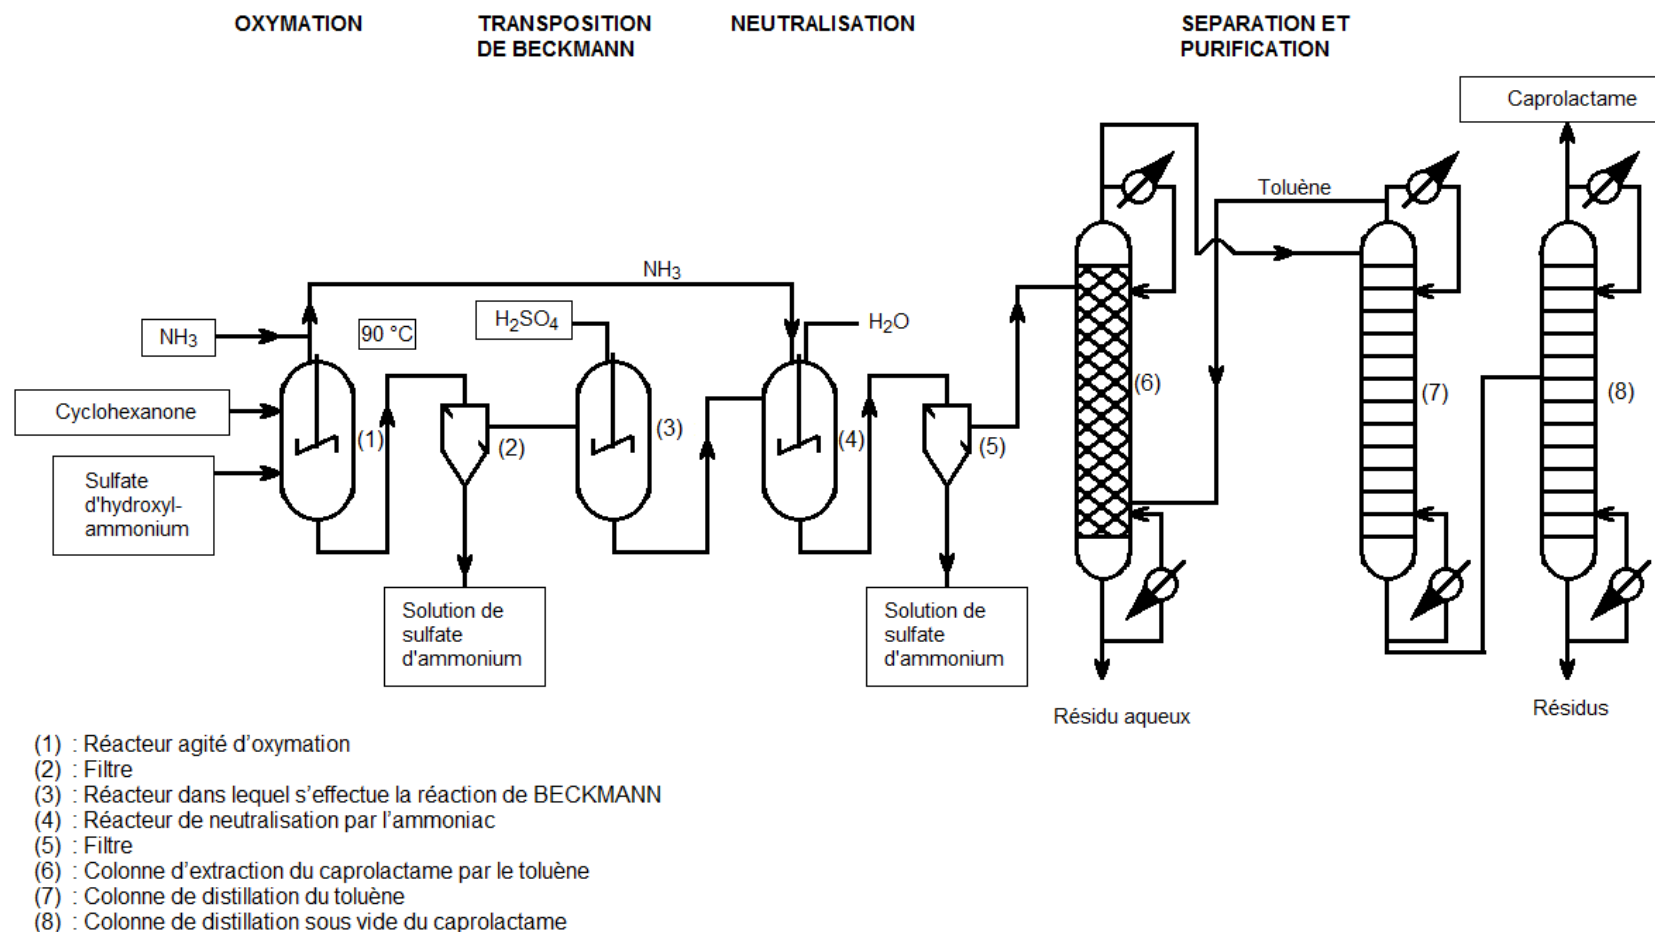 OXYMATION
TRANSPOSITION
DE BECKMANN
NEUTRALISATION
SEPARATION ET
PURIFICATION
Caprolactame
Toluène
NH3
NH3
90 °C
H2SO4
H2O
Cyclohexanone
Sulfate
d'hydroxyl-
ammonium
(1)
(2)
(3)
(4)
(5)
(6)
(7)
(8)
Solution de
sulfate
d'ammonium
Solution de
sulfate
d'ammonium
Résidu aqueux
Résidus
(1) : Réacteur agité d’oxymation
(2) : Filtre
(3) : Réacteur dans lequel s’effectue la réaction de BECKMANN
(4) : Réacteur de neutralisation par l’ammoniac
(5) : Filtre
(6) : Colonne d’extraction du caprolactame par le toluène
(7) : Colonne de distillation du toluène
(8) : Colonne de distillation sous vide du caprolactame